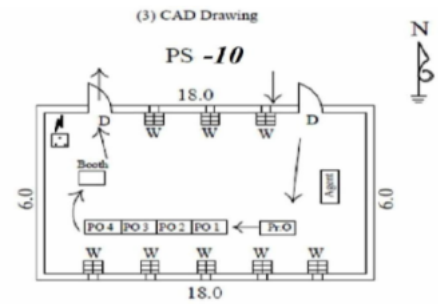 (3) CAD Drawing
N
PS -10
18.0
D W W W D
Booth
Agent
6.0 6.0
PO 4 PO 3 PO 2 PO 1 Pr.O
W W W W W
18.0